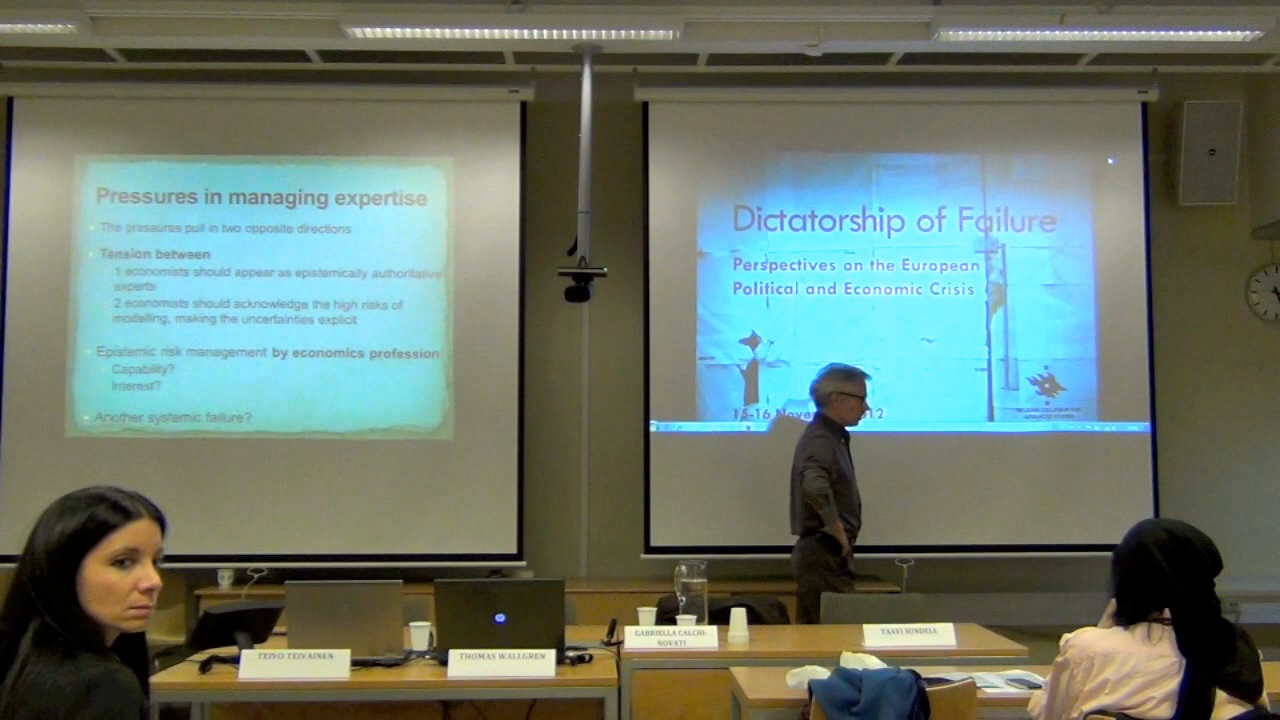 Pressures in managing expertise
The pressures pull in two opposite directions
Tension between
1 economists should appear as epistemically authoritative
experts
2 economists should acknowledge the high risks of
modelling, making the uncertainties explicit
Epistemic risk management by economics profession
Capability?
Interest?
Another systemic failure?
Dictatorship of Failure
Perspectives on the European
Political and Economic Crisis
15-16
12
TEIVO TEIVAINEN
THOMAS WALLGREN
GABRIELLA CALCHI-
NOVATI
TAAVI SUNDELL